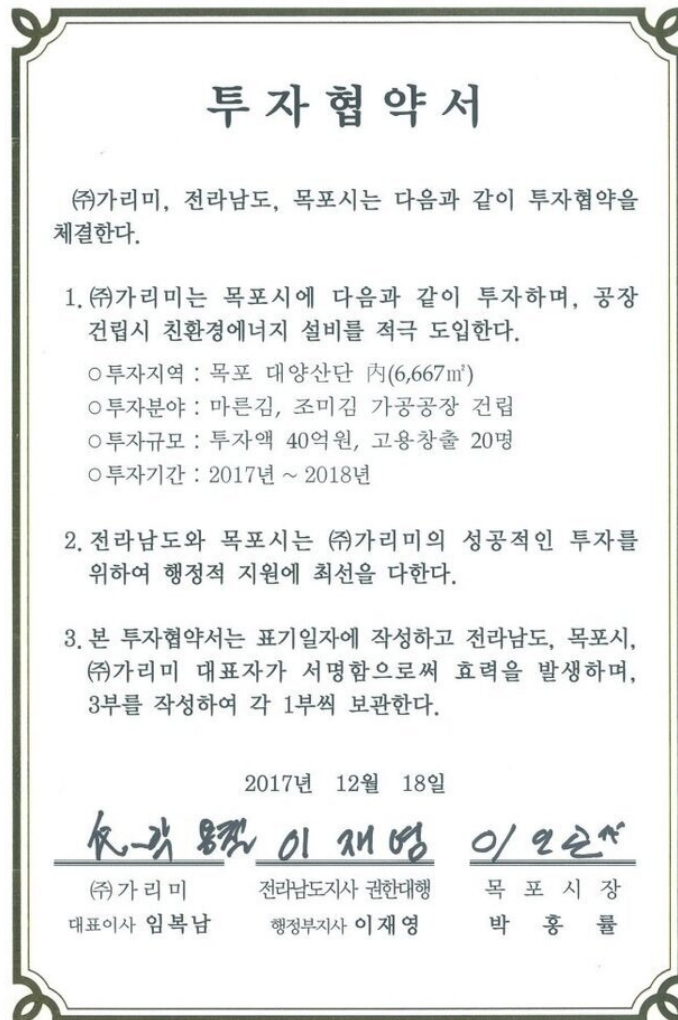 투자협약서
㈜가리미, 전라남도, 목포시는 다음과 같이 투자협약을
체결한다.
1. ㈜가리미는 목포시에 다음과 같이 투자하며, 공장
건립시 친환경에너지 설비를 적극 도입한다.
○투자지역 : 목포 대양산단 內(6,667㎡)
○투자분야 : 마른김, 조미김 가공공장 건립
○투자규모 : 투자액 40억원, 고용창출 20명
○투자기간 : 2017년 ~ 2018년
2. 전라남도와 목포시는 ㈜가리미의 성공적인 투자를
위하여 행정적 지원에 최선을 다한다.
3. 본 투자협약서는 표기일자에 작성하고 전라남도, 목포시,
㈜가리미 대표자가 서명함으로써 효력을 발생하며,
3부를 작성하여 각 1부씩 보관한다.
2017년 12월 18일
이재영
㈜가리미 전라남도지사 권한대행 목포시장
대표이사 임복남 행정부지사 이재영 박홍률